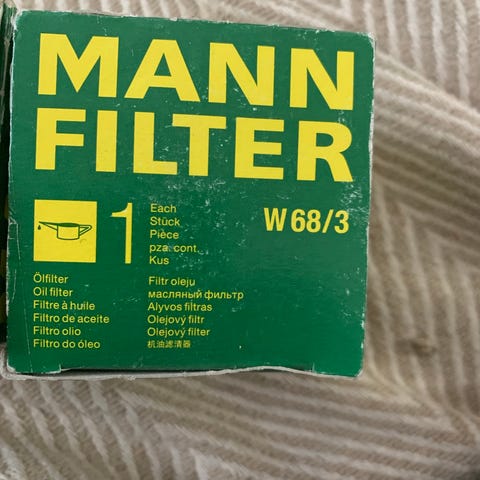 MANN
FILTER
1
Each
Stück
Pièce
pza. cont.
Kus
W 68/3
Ölfilter
Oil filter
Filtre à huile
Filtro de aceite
Filtro olio
Filtro do óleo
Filtr oleju
масляный фильтр
Alyvos filtras
Olejový filtr
Olejový filter
机油滤清器